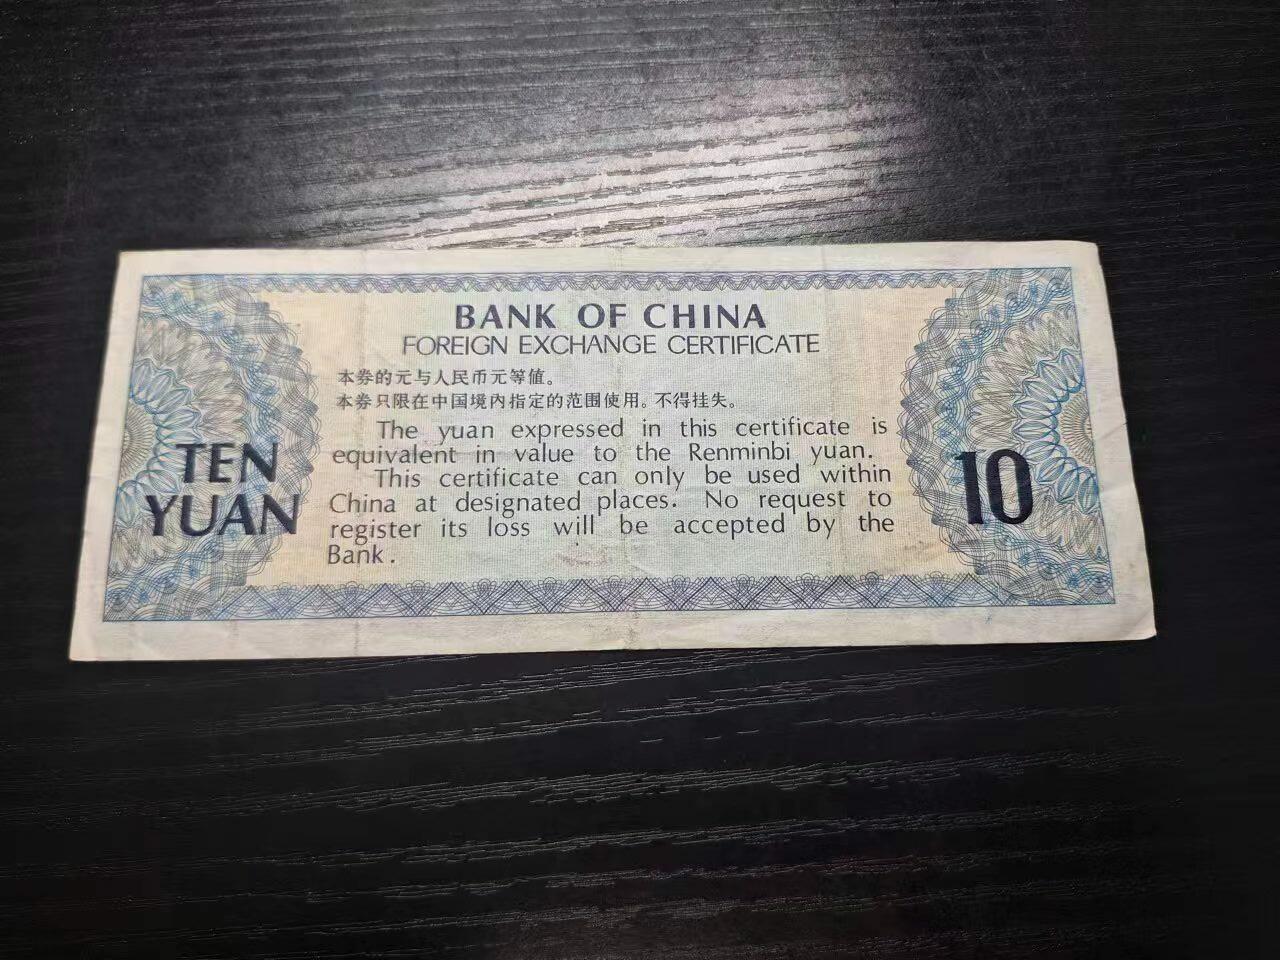 BANK OF CHINA
FOREIGN EXCHANGE CERTIFICATE
本券的元与人民币元等值。
本券只限在中国境内指定的范围使用。不得挂失。
The yuan expressed in this certificate is
equivalent in value to the Renminbi yuan.
This certificate can only be used within
China at designated places. No request to
register its loss will be accepted by the
Bank.
TEN
YUAN
10